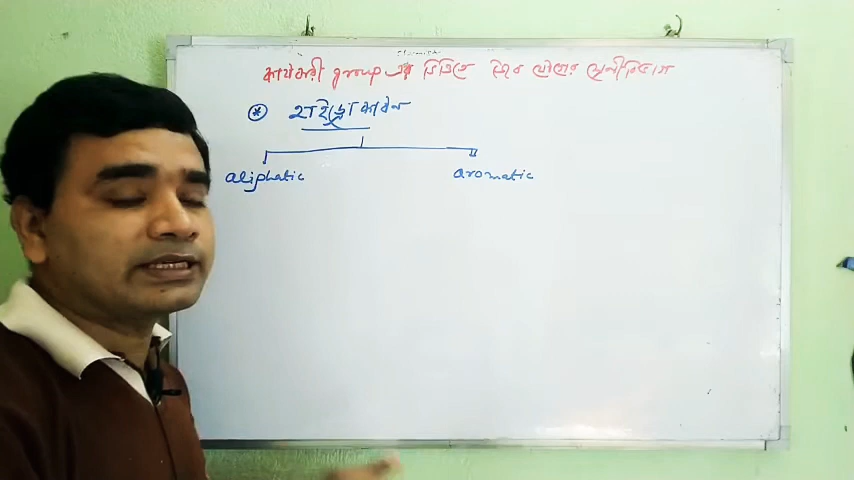 কার্যকরী group এর ভিত্তিতে জৈব যৌগের শ্রেণীবিভাগ
* হাইড্রোকার্বন
aliphatic aromatic